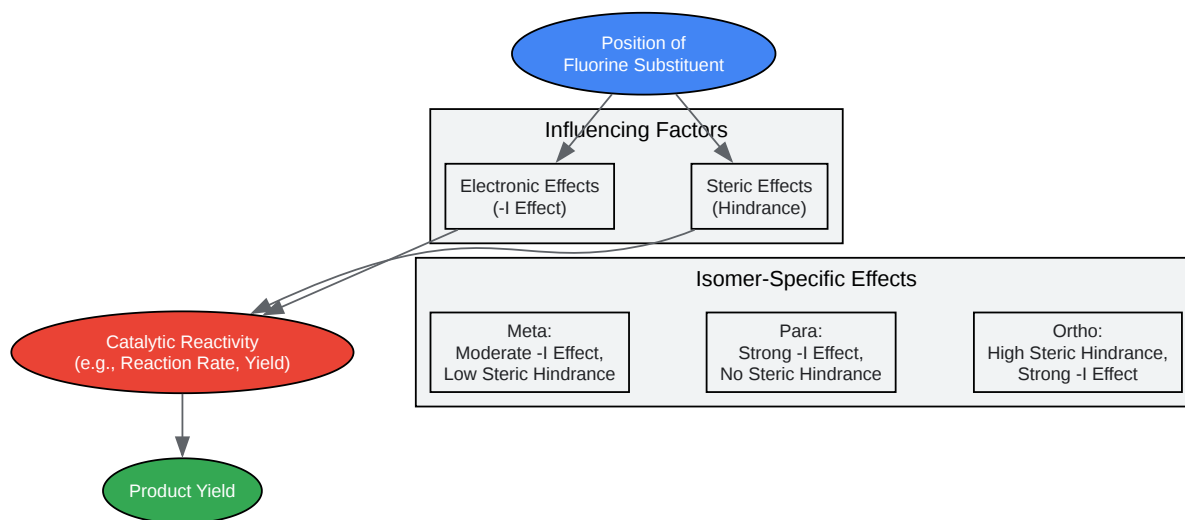 Position of
Fluorine Substituent
Influencing Factors
Electronic Effects
(-I Effect)
Steric Effects
(Hindrance)
Isomer-Specific Effects
Meta:
Moderate -I Effect,
Low Steric Hindrance
Para:
Strong -I Effect,
No Steric Hindrance
Ortho:
High Steric Hindrance,
Strong -I Effect
Catalytic Reactivity
(e.g., Reaction Rate, Yield)
Product Yield